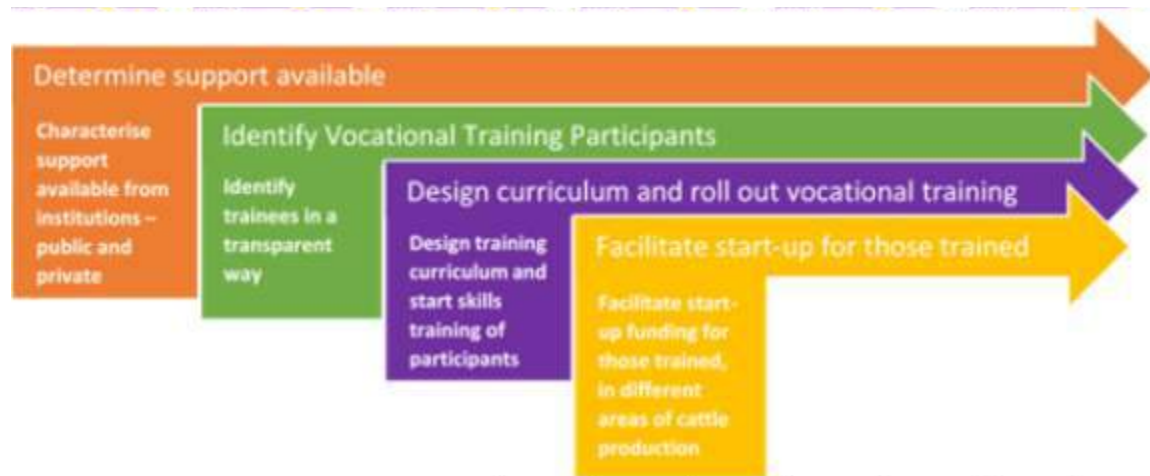 Determine support available
Characterise
support
available from
institutions –
public and
private
Identify Vocational Training Participants
Identify
trainees in a
transparent
way
Design curriculum and roll out vocational training
Design training
curriculum and
start skills
training of
participants
Facilitate start-up for those trained
Facilitate start-
up funding for
those trained,
in different
areas of cattle
production